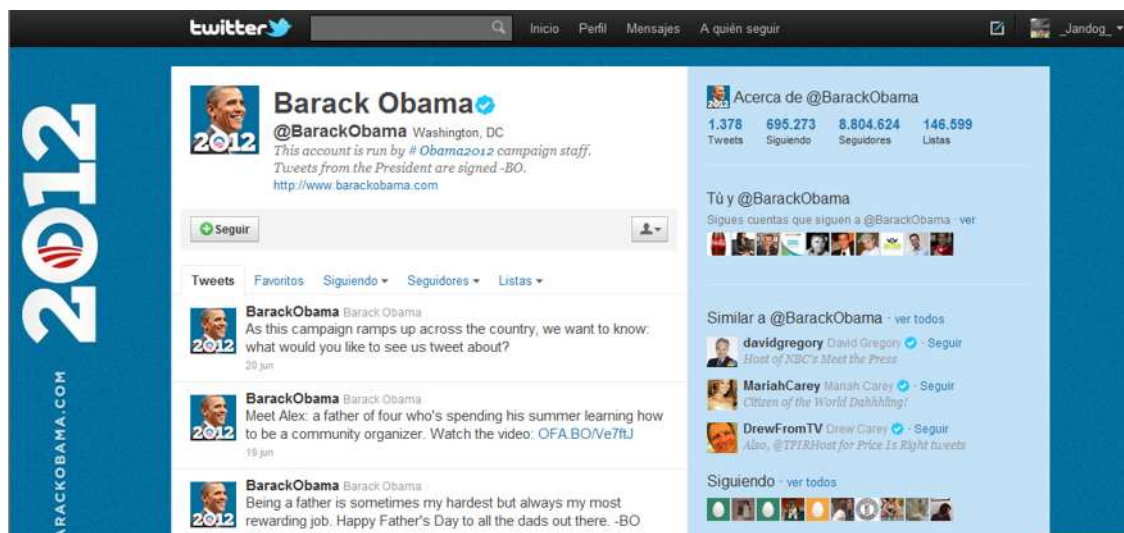 twitter
Inicio Perfil Mensajes A quién seguir
_Jandog_
2012
BARACKOBAMA.COM
2012
Barack Obama
@BarackObama Washington, DC
This account is run by # Obama2012 campaign staff.
Tweets from the President are signed -BO.
http://www.barackobama.com
Seguir
Tweets Favoritos Siguiendo Seguidores Listas
BarackObama Barack Obama
As this campaign ramps up across the country, we want to know:
what would you like to see us tweet about?
20 jun
2012
BarackObama Barack Obama
Meet Alex: a father of four who's spending his summer learning how
to be a community organizer. Watch the video: OFA.BO/Ve7ftJ
19 jun
2012
BarackObama Barack Obama
Being a father is sometimes my hardest but always my most
rewarding job. Happy Father's Day to all the dads out there. -BO
2012
Acerca de @BarackObama
1.378 695.273 8.804.624 146.599
Tweets Siguiendo Seguidores Listas
Tú y @BarackObama
Sigues cuentas que siguen a @BarackObama · ver
Similar a @BarackObama · ver todos
davidgregory David Gregory · Seguir
Host of NBC's Meet the Press
MariahCarey Mariah Carey · Seguir
Citizen of the World Dahhhling!
DrewFromTV Drew Carey · Seguir
Also, @TPIRHost for Price Is Right tweets
Siguiendo · ver todos